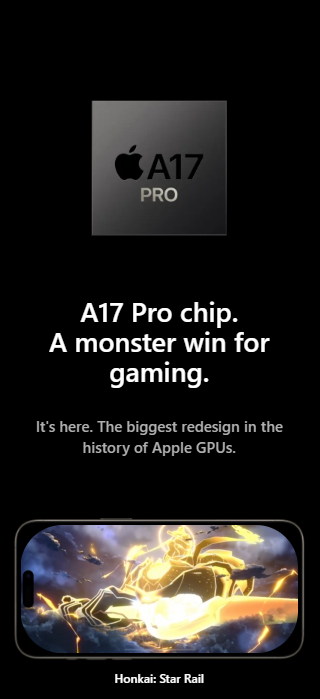 A17
PRO
A17 Pro chip.
A monster win for
gaming.
It's here. The biggest redesign in the
history of Apple GPUs.
Honkai: Star Rail